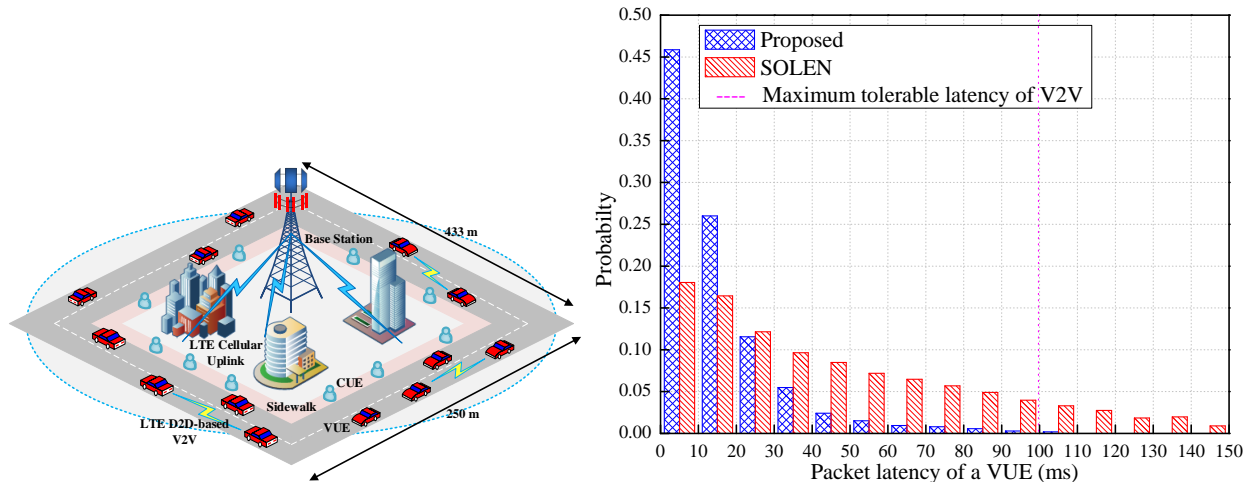 433 m
Base Station
LTE Cellular
Uplink
CUE
Sidewalk
250 m
LTE D2D-based
V2V
VUE
0.50
0.45
0.40
0.35
0.30
0.25
0.20
0.15
0.10
0.05
0.00
Probabilty
Proposed
SOLEN
Maximum tolerable latency of V2V
0 10 20 30 40 50 60 70 80 90 100 110 120 130 140 150
Packet latency of a VUE (ms)